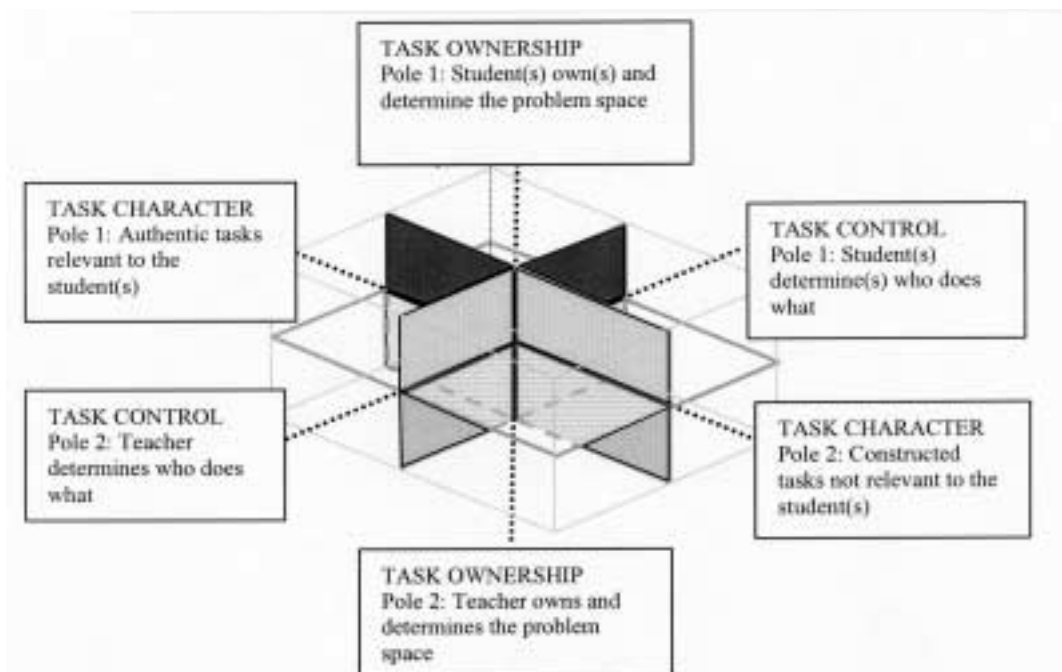 TASK OWNERSHIP
Pole 1: Student(s) own(s) and
determine the problem space
TASK CHARACTER
Pole 1: Authentic tasks
relevant to the
student(s)
TASK CONTROL
Pole 1: Student(s)
determine(s) who does
what
TASK CONTROL
Pole 2: Teacher
determines who does
what
TASK CHARACTER
Pole 2: Constructed
tasks not relevant to the
student(s)
TASK OWNERSHIP
Pole 2: Teacher owns and
determines the problem
space